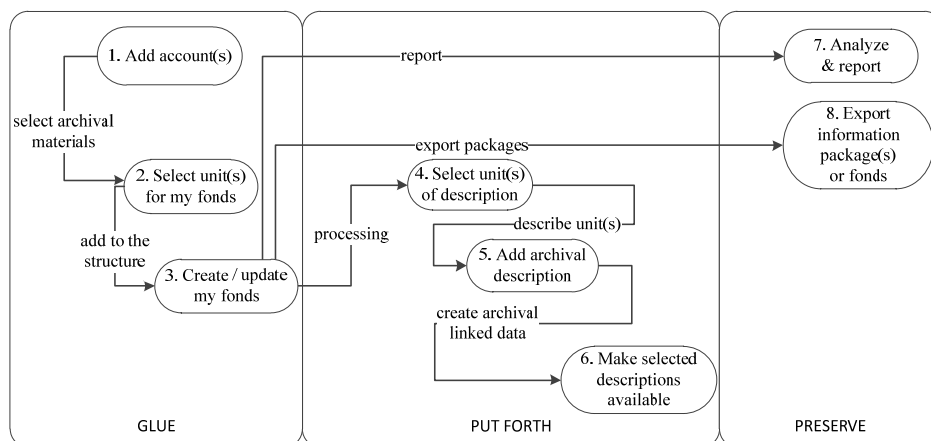 1. Add account(s)
select archival
materials
2. Select unit(s)
for my fonds
add to the
structure
3. Create / update
my fonds
GLUE
report
export packages
processing
4. Select unit(s)
of description
describe unit(s)
5. Add archival
description
create archival
linked data
6. Make selected
descriptions
available
PUT FORTH
7. Analyze
& report
8. Export
information
package(s)
or fonds
PRESERVE